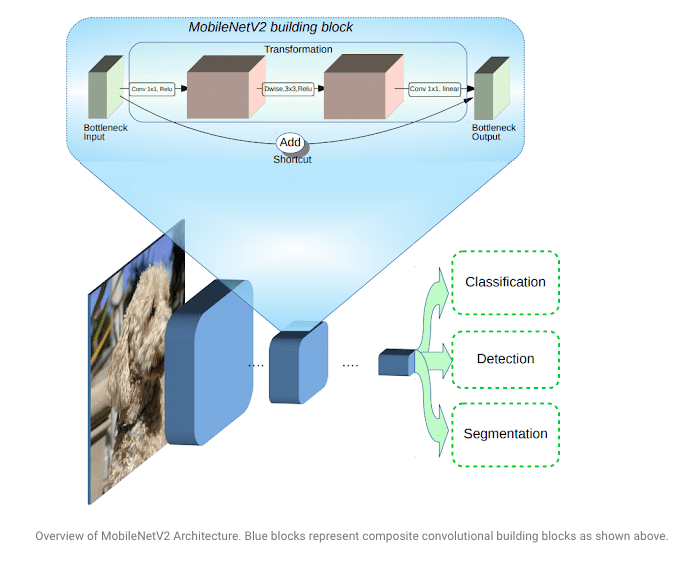 MobileNetV2 building block
Transformation
Conv 1x1, Relu
Dwise,3x3,Relu
Conv 1x1, linear
Bottleneck
Input
Add
Shortcut
Bottleneck
Output
Classification
....
....
Detection
Segmentation
Overview of MobileNetV2 Architecture. Blue blocks represent composite convolutional building blocks as shown above.